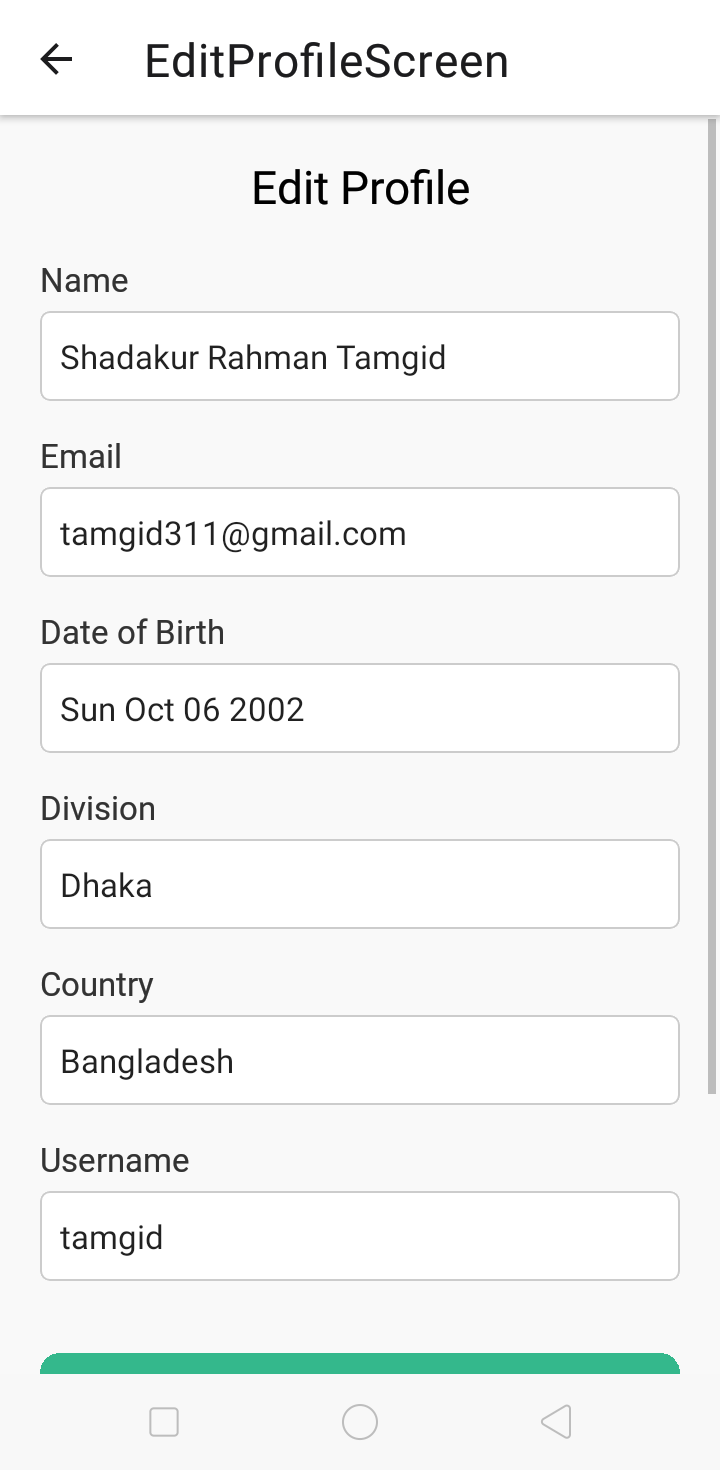 EditProfileScreen
Edit Profile
Name
Shadakur Rahman Tamgid
Email
tamgid311@gmail.com
Date of Birth
Sun Oct 06 2002
Division
Dhaka
Country
Bangladesh
Username
tamgid